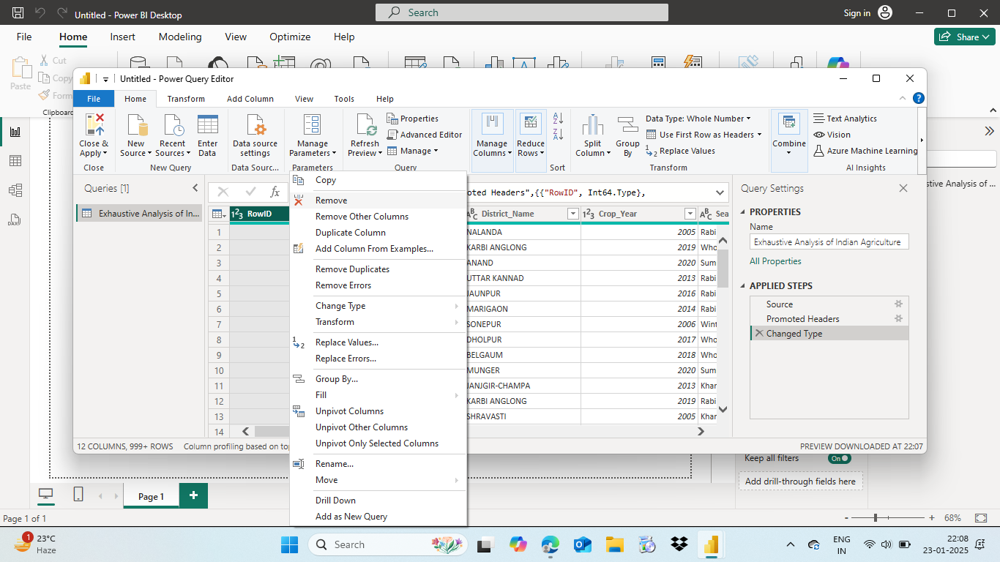 Untitled - Power BI Desktop
Search
Sign in
File Home Insert Modeling View Optimize Help
Share
Paste
Cut
Copy
Form
Clipboard
Untitled - Power Query Editor
File Home Transform Add Column View Tools Help
Close &
Apply
Close
New
Source
Recent
Sources
Enter
Data
New Query
Data source
settings
Data Sourc...
Manage
Parameters
Parameters
Refresh
Preview
Properties
Advanced Editor
Manage
Query
Manage
Columns
Reduce
Rows
Sort
Split
Column
Group
By
Data Type: Whole Number
Use First Row as Headers
Replace Values
Transform
Combine
Text Analytics
Vision
Azure Machine Learning
AI Insights
Queries [1]
Exhaustive Analysis of In...
fx
oted Headers",{{"RowID", Int64.Type},
RowID
District_Name
Crop_Year
Sea
1 NALANDA 2005 Rabi
2 KARBI ANGLONG 2019 Who
3 ANAND 2020 Sum
4 UTTAR KANNAD 2013 Rabi
5 JAUNPUR 2016 Rabi
6 MARIGAON 2014 Rabi
7 SONEPUR 2006 Wint
8 DHOLPUR 2017 Who
9 BELGAUM 2018 Who
10 MUNGER 2020 Sum
11 JANJGIR-CHAMPA 2013 Khar
12 KARBI ANGLONG 2019 Rabi
13 SHRAVASTI 2005 Khar
14
Copy
Remove
Remove Other Columns
Duplicate Column
Add Column From Examples...
Remove Duplicates
Remove Errors
Change Type
Transform
Replace Values...
Replace Errors...
Group By...
Fill
Unpivot Columns
Unpivot Other Columns
Unpivot Only Selected Columns
Rename...
Move
Drill Down
Add as New Query
Query Settings
PROPERTIES
Name
Exhaustive Analysis of Indian Agriculture
All Properties
APPLIED STEPS
Source
Promoted Headers
Changed Type
stive Analysis of ...
12 COLUMNS, 999+ ROWS
Column profiling based on top
PREVIEW DOWNLOADED AT 22:07
Keep all filters
On
Add drill-through fields here
Page 1
Page 1 of 1
68%
1
23°C
Haze
Search
ENG
IN
22:08
23-01-2025